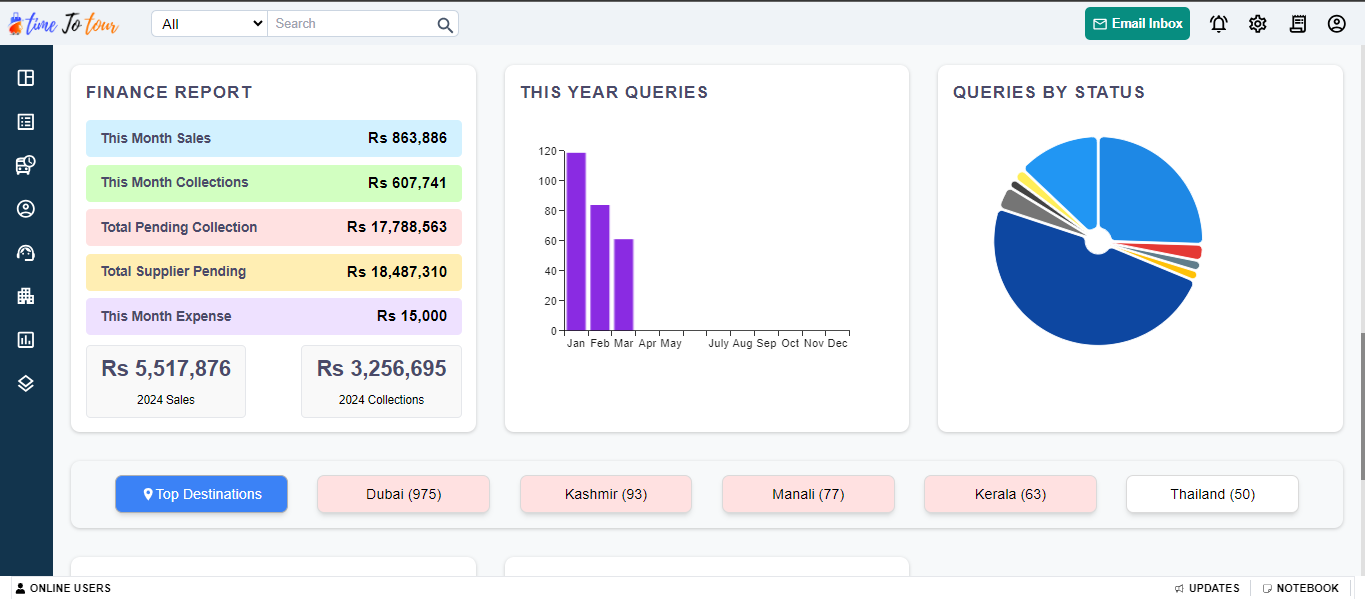 time To tour
All
Search
Email Inbox
FINANCE REPORT
This Month Sales Rs 863,886
This Month Collections Rs 607,741
Total Pending Collection Rs 17,788,563
Total Supplier Pending Rs 18,487,310
This Month Expense Rs 15,000
Rs 5,517,876
2024 Sales
Rs 3,256,695
2024 Collections
THIS YEAR QUERIES
120
100
80
60
40
20
0
Jan Feb Mar Apr May July Aug Sep Oct Nov Dec
QUERIES BY STATUS
Top Destinations
Dubai (975)
Kashmir (93)
Manali (77)
Kerala (63)
Thailand (50)
ONLINE USERS
UPDATES
NOTEBOOK